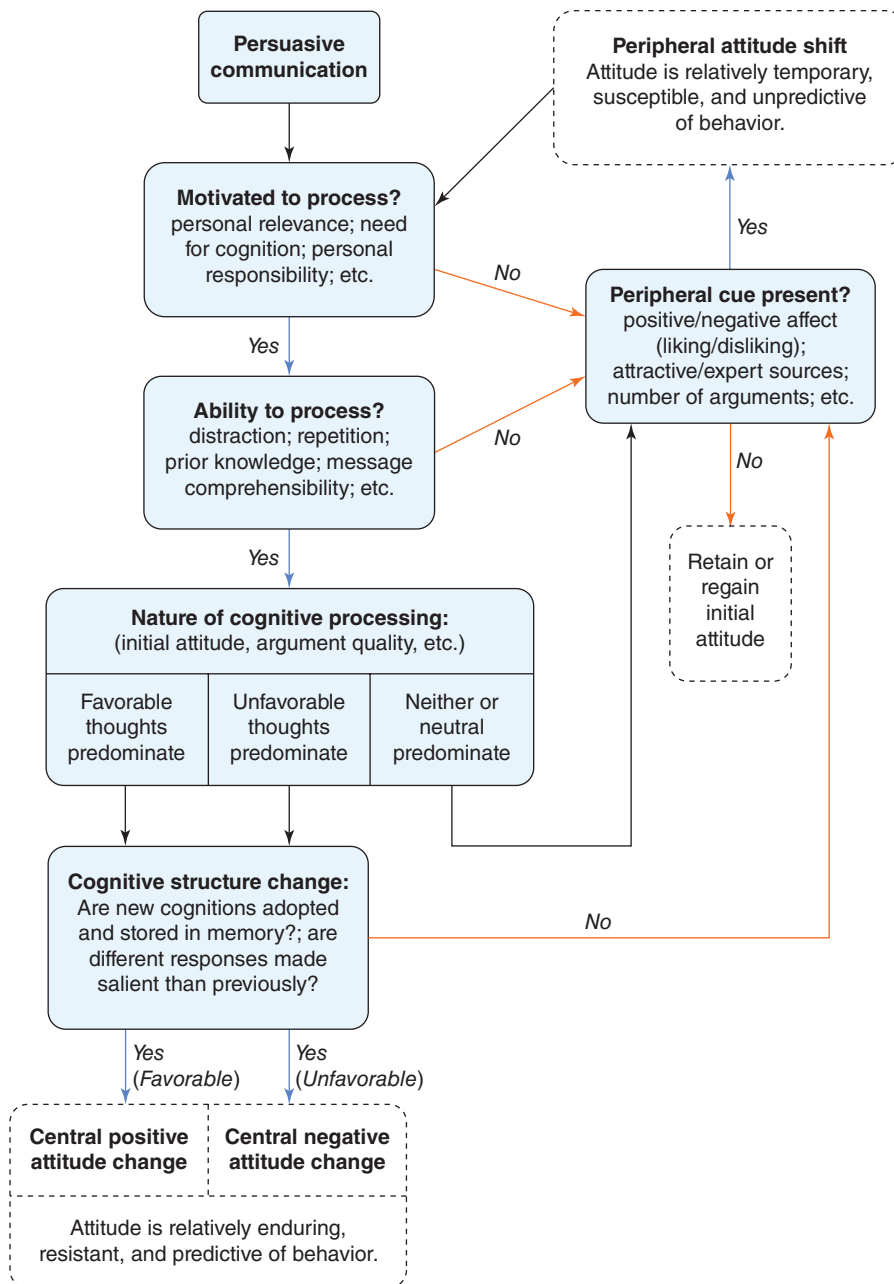 Persuasive
communication
Peripheral attitude shift
Attitude is relatively temporary,
susceptible, and unpredictive
of behavior.
Motivated to process?
personal relevance; need
for cognition; personal
responsibility; etc.
No
Yes
Yes
Peripheral cue present?
positive/negative affect
(liking/disliking);
attractive/expert sources;
number of arguments; etc.
Ability to process?
distraction; repetition;
prior knowledge; message
comprehensibility; etc.
No
No
Yes
Retain or
regain
initial
attitude
Nature of cognitive processing:
(initial attitude, argument quality, etc.)
Favorable
thoughts
predominate
Unfavorable
thoughts
predominate
Neither or
neutral
predominate
Cognitive structure change:
Are new cognitions adopted
and stored in memory?; are
different responses made
salient than previously?
No
Yes
(Favorable)
Yes
(Unfavorable)
Central positive
attitude change
Central negative
attitude change
Attitude is relatively enduring,
resistant, and predictive of behavior.